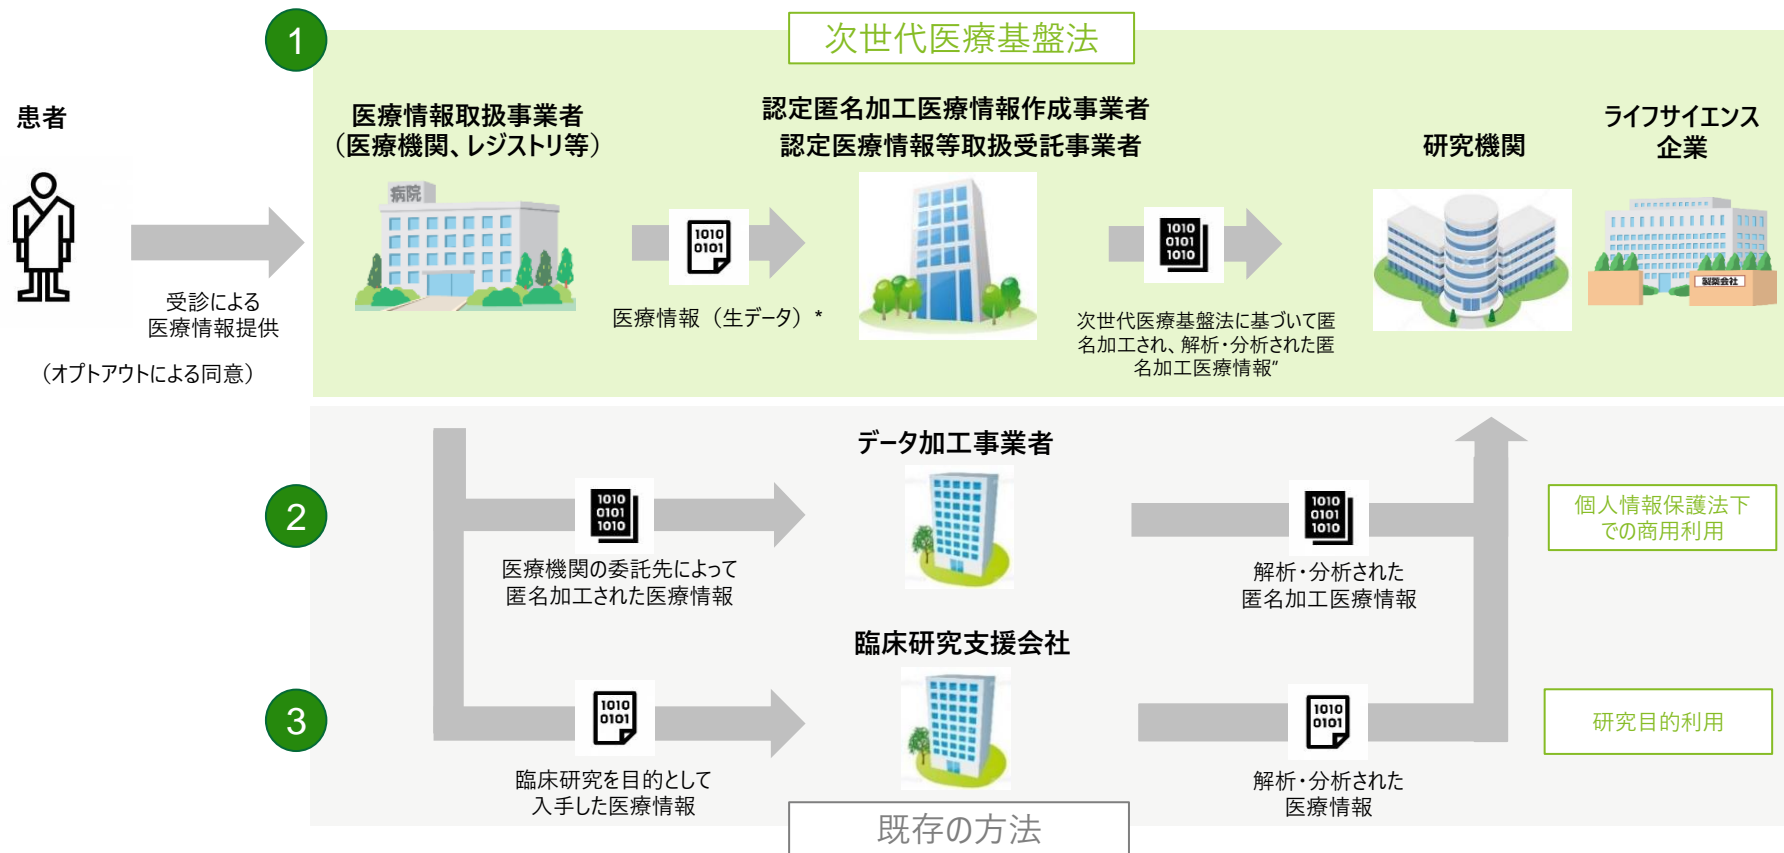 1
次世代医療基盤法
患者
医療情報取扱事業者
（医療機関、レジストリ等）
認定匿名加工医療情報作成事業者
認定医療情報等取扱受託事業者
研究機関
ライフサイエンス
企業
病院
1010
0101
1010
0101
1010
製薬会社
受診による
医療情報提供
（オプトアウトによる同意）
医療情報（生データ）*
次世代医療基盤法に基づいて匿
名加工され、解析・分析された匿
名加工医療情報”
データ加工事業者
2
1010
0101
1010
1010
0101
1010
個人情報保護法下
での商用利用
医療機関の委託先によって
匿名加工された医療情報
解析・分析された
匿名加工医療情報
臨床研究支援会社
3
1010
0101
1010
0101
研究目的利用
臨床研究を目的として
入手した医療情報
解析・分析された
医療情報
既存の方法